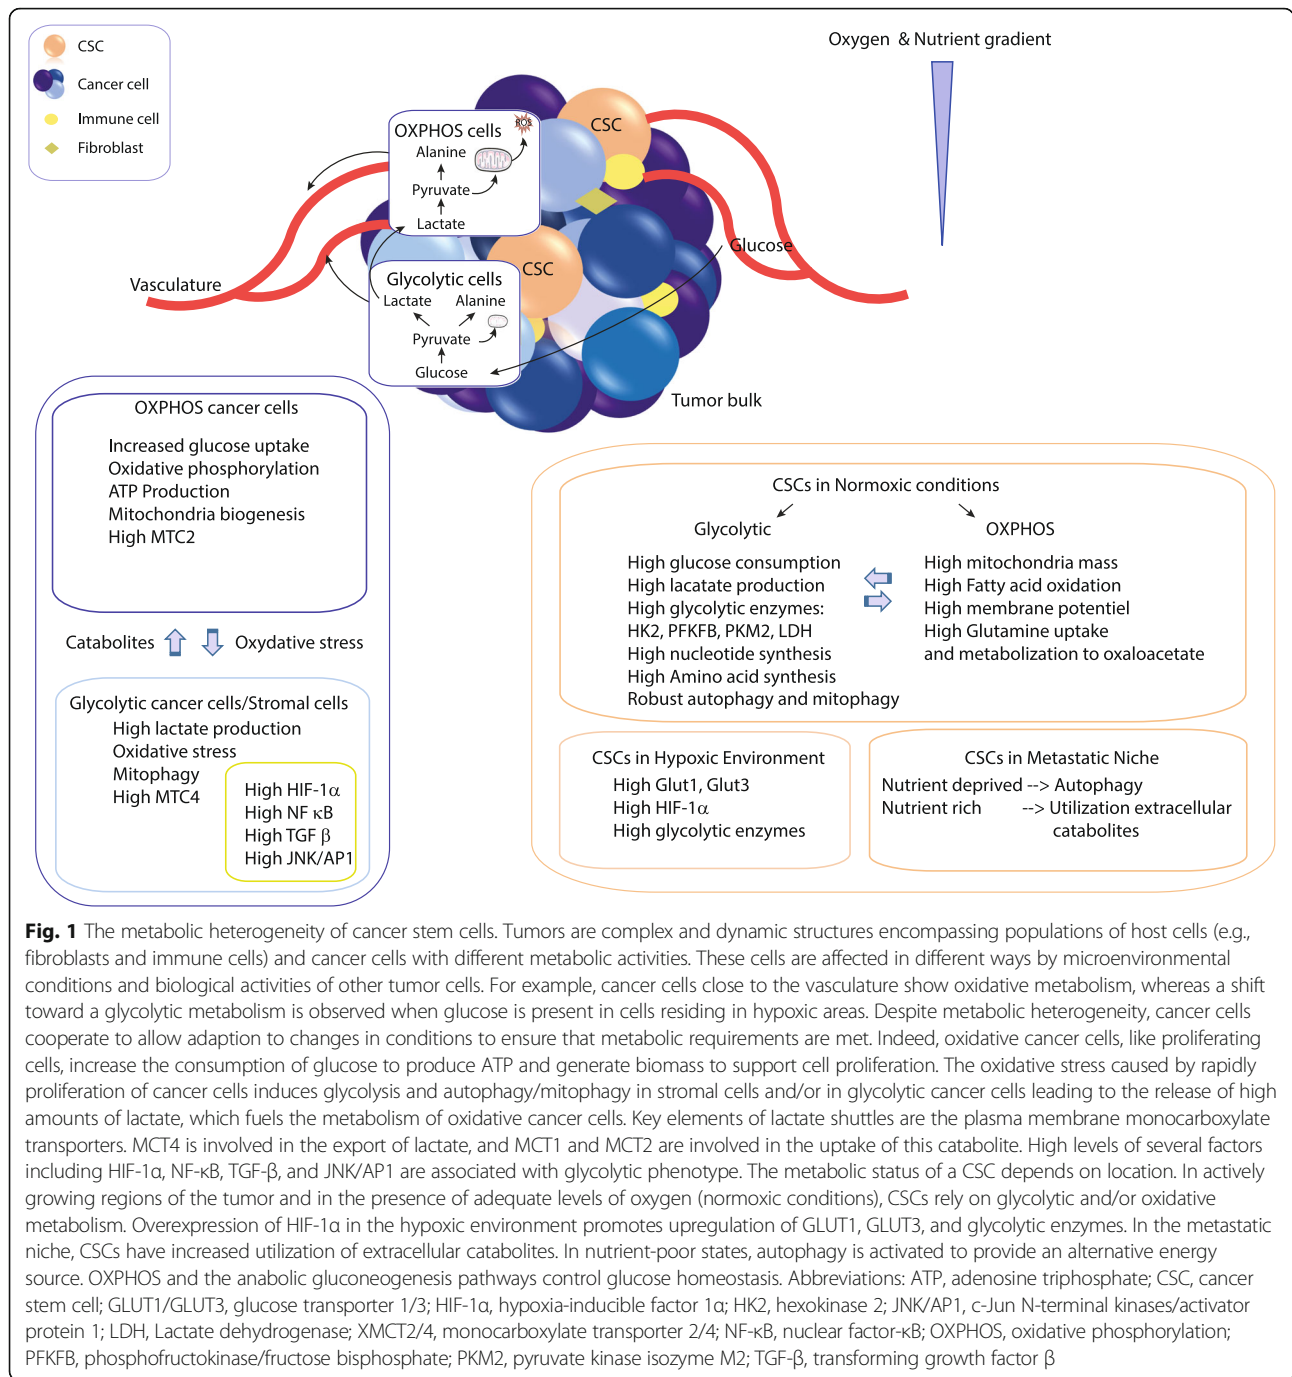 CSC
Cancer cell
Immune cell
Fibroblast
Oxygen & Nutrient gradient
OXPHOS cells
ROS
Alanine
Pyruvate
Lactate
CSC
CSC
Glucose
Vasculature
Glycolytic cells
Lactate Alanine
Pyruvate
Glucose
Tumor bulk
OXPHOS cancer cells
Increased glucose uptake
Oxidative phosphorylation
ATP Production
Mitochondria biogenesis
High MTC2
Catabolites Oxydative stress
Glycolytic cancer cells/Stromal cells
High lactate production
Oxidative stress
Mitophagy
High MTC4
High HIF-1α
High NF κB
High TGF β
High JNK/AP1
CSCs in Normoxic conditions
Glycolytic
High glucose consumption
High lacatate production
High glycolytic enzymes:
HK2, PFKFB, PKM2, LDH
High nucleotide synthesis
High Amino acid synthesis
Robust autophagy and mitophagy
OXPHOS
High mitochondria mass
High Fatty acid oxidation
High membrane potentiel
High Glutamine uptake
and metabolization to oxaloacetate
CSCs in Hypoxic Environment
High Glut1, Glut3
High HIF-1α
High glycolytic enzymes
CSCs in Metastatic Niche
Nutrient deprived --> Autophagy
Nutrient rich --> Utilization extracellular
catabolites
Fig. 1 The metabolic heterogeneity of cancer stem cells. Tumors are complex and dynamic structures encompassing populations of host cells (e.g.,
fibroblasts and immune cells) and cancer cells with different metabolic activities. These cells are affected in different ways by microenvironmental
conditions and biological activities of other tumor cells. For example, cancer cells close to the vasculature show oxidative metabolism, whereas a shift
toward a glycolytic metabolism is observed when glucose is present in cells residing in hypoxic areas. Despite metabolic heterogeneity, cancer cells
cooperate to allow adaption to changes in conditions to ensure that metabolic requirements are met. Indeed, oxidative cancer cells, like proliferating
cells, increase the consumption of glucose to produce ATP and generate biomass to support cell proliferation. The oxidative stress caused by rapidly
proliferation of cancer cells induces glycolysis and autophagy/mitophagy in stromal cells and/or in glycolytic cancer cells leading to the release of high
amounts of lactate, which fuels the metabolism of oxidative cancer cells. Key elements of lactate shuttles are the plasma membrane monocarboxylate
transporters. MCT4 is involved in the export of lactate, and MCT1 and MCT2 are involved in the uptake of this catabolite. High levels of several factors
including HIF-1α, NF-κB, TGF-β, and JNK/AP1 are associated with glycolytic phenotype. The metabolic status of a CSC depends on location. In actively
growing regions of the tumor and in the presence of adequate levels of oxygen (normoxic conditions), CSCs rely on glycolytic and/or oxidative
metabolism. Overexpression of HIF-1α in the hypoxic environment promotes upregulation of GLUT1, GLUT3, and glycolytic enzymes. In the metastatic
niche, CSCs have increased utilization of extracellular catabolites. In nutrient-poor states, autophagy is activated to provide an alternative energy
source. OXPHOS and the anabolic gluconeogenesis pathways control glucose homeostasis. Abbreviations: ATP, adenosine triphosphate; CSC, cancer
stem cell; GLUT1/GLUT3, glucose transporter 1/3; HIF-1α, hypoxia-inducible factor 1α; HK2, hexokinase 2; JNK/AP1, c-Jun N-terminal kinases/activator
protein 1; LDH, Lactate dehydrogenase; XMCT2/4, monocarboxylate transporter 2/4; NF-κB, nuclear factor-κB; OXPHOS, oxidative phosphorylation;
PFKFB, phosphofructokinase/fructose bisphosphate; PKM2, pyruvate kinase isozyme M2; TGF-β, transforming growth factor β